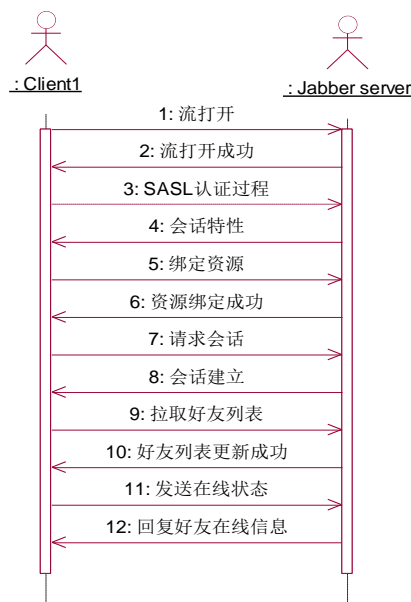 : Client1
: Jabber server
1: 流打开
2: 流打开成功
3: SASL认证过程
4: 会话特性
5: 绑定资源
6: 资源绑定成功
7: 请求会话
8: 会话建立
9: 拉取好友列表
10: 好友列表更新成功
11: 发送在线状态
12: 回复好友在线信息